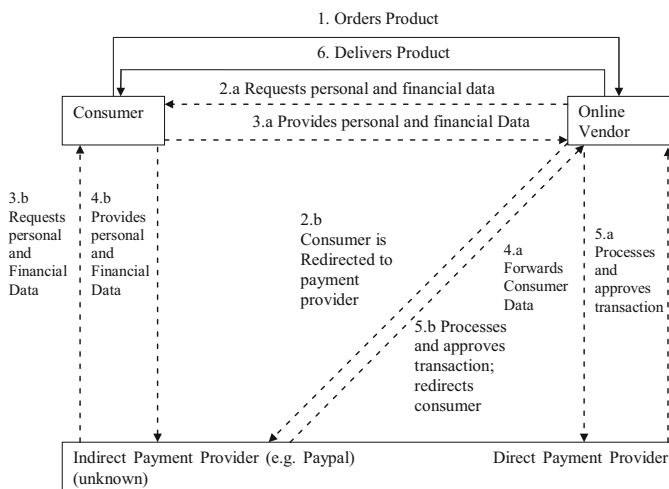 1. Orders Product
6. Delivers Product
2.a Requests personal and financial data
Consumer
Online
Vendor
3.a Provides personal and financial Data
3.b
Requests
personal
and
Financial
Data
4.b
Provides
personal
and
Financial
Data
2.b
Consumer is
Redirected to
payment
provider
4.a
Forwards
Consumer
Data
5.a
Processes
and
approves
transaction
5.b Processes
and approves
transaction;
redirects
consumer
Indirect Payment Provider (e.g. Paypal)
(unknown)
Direct Payment Provider